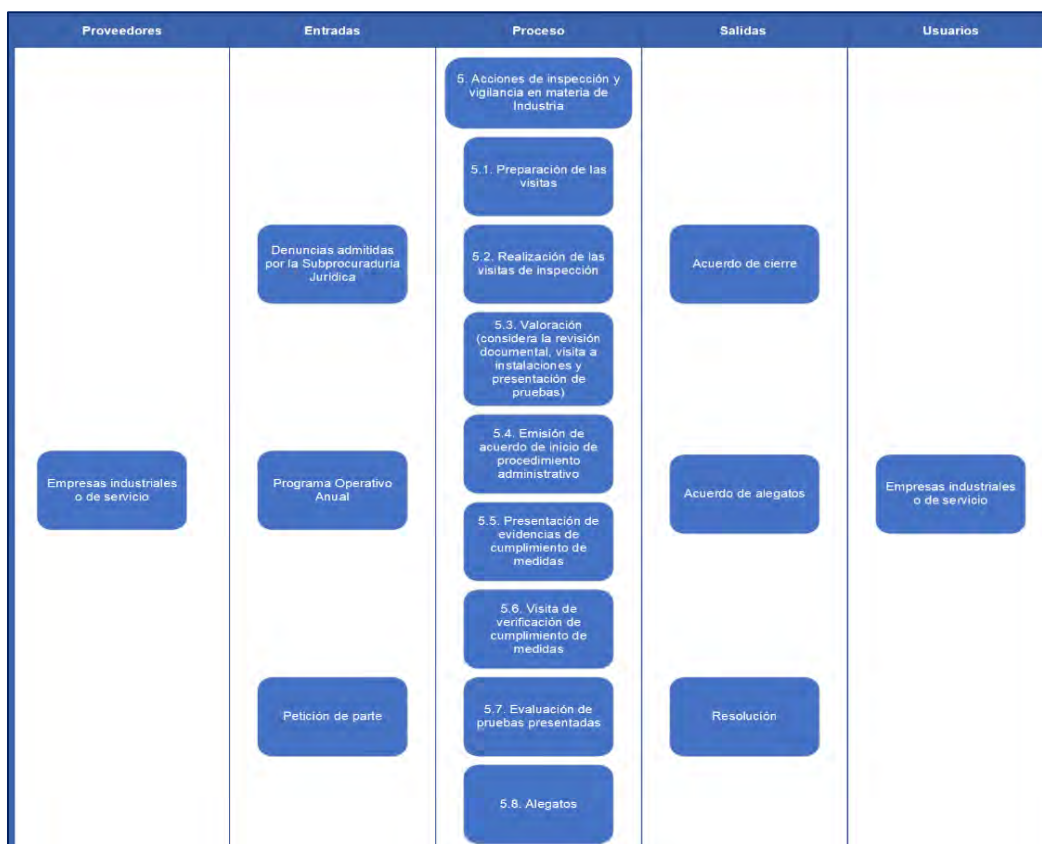 Proveedores
Entradas
Proceso
Salidas
Usuarios
5. Acciones de inspección y
vigilancia en materia de
Industria
5.1. Preparación de las
visitas
Denuncias admitidas
por la Subprocuraduría
Jurídica
5.2. Realización de las
visitas de inspección
Acuerdo de cierre
5.3. Valoración
(considera la revisión
documental, visita a
instalaciones y
presentación de
pruebas)
Empresas industriales
o de servicio
Programa Operativo
Anual
5.4. Emisión de
acuerdo de inicio de
procedimiento
administrativo
Acuerdo de alegatos
Empresas industriales
o de servicio
5.5. Presentación de
evidencias de
cumplimiento de
medidas
5.6. Visita de
verificación de
cumplimiento de
medidas
Petición de parte
5.7. Evaluación de
pruebas presentadas
Resolución
5.8. Alegatos